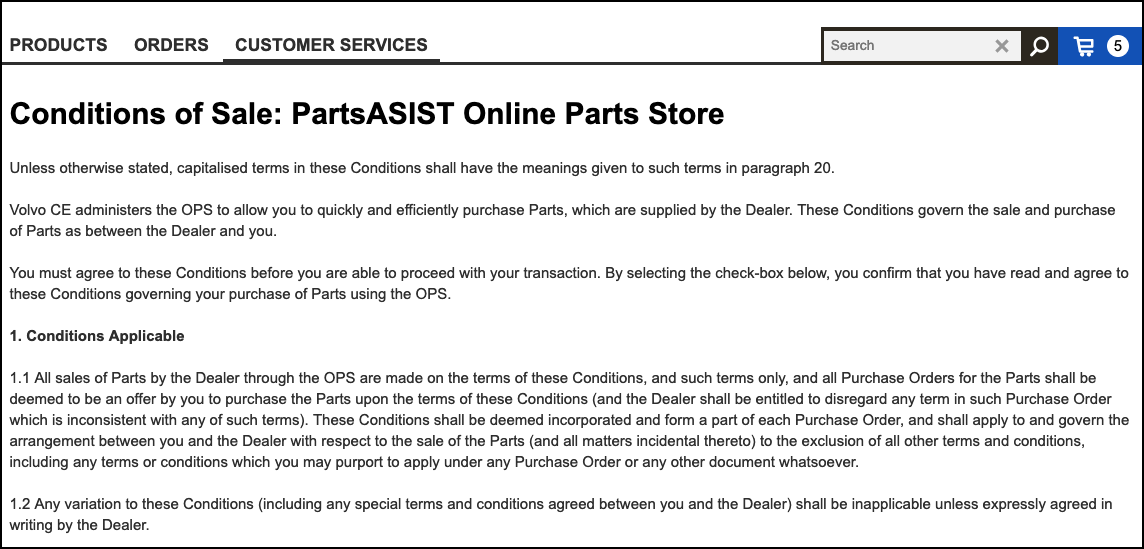 PRODUCTS ORDERS CUSTOMER SERVICES Search 5
Conditions of Sale: PartsASIST Online Parts Store
Unless otherwise stated, capitalised terms in these Conditions shall have the meanings given to such terms in paragraph 20.
Volvo CE administers the OPS to allow you to quickly and efficiently purchase Parts, which are supplied by the Dealer. These Conditions govern the sale and purchase
of Parts as between the Dealer and you.
You must agree to these Conditions before you are able to proceed with your transaction. By selecting the check-box below, you confirm that you have read and agree to
these Conditions governing your purchase of Parts using the OPS.
1. Conditions Applicable
1.1 All sales of Parts by the Dealer through the OPS are made on the terms of these Conditions, and such terms only, and all Purchase Orders for the Parts shall be
deemed to be an offer by you to purchase the Parts upon the terms of these Conditions (and the Dealer shall be entitled to disregard any term in such Purchase Order
which is inconsistent with any of such terms). These Conditions shall be deemed incorporated and form a part of each Purchase Order, and shall apply to and govern the
arrangement between you and the Dealer with respect to the sale of the Parts (and all matters incidental thereto) to the exclusion of all other terms and conditions,
including any terms or conditions which you may purport to apply under any Purchase Order or any other document whatsoever.
1.2 Any variation to these Conditions (including any special terms and conditions agreed between you and the Dealer) shall be inapplicable unless expressly agreed in
writing by the Dealer.